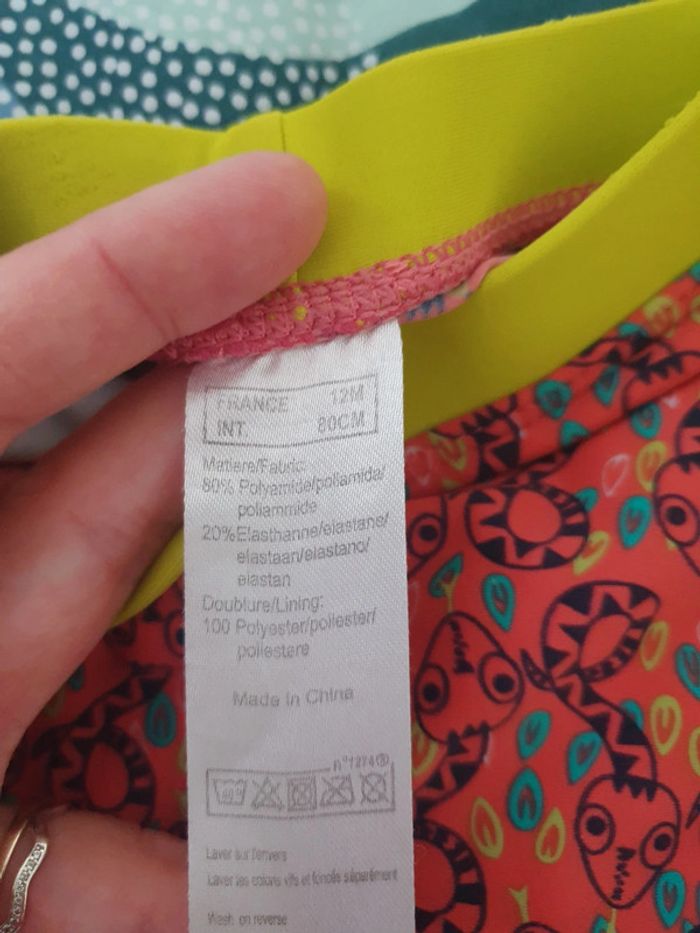 FRANCE 12M
INT. 80CM
Matiere/Fabric:
80% Polyamide/poliamida/
poliammide
20%Elasthanne/elastane/
elastaan/elastano/
elastan
Doublure/Lining:
100 Polyester/poliester/
poliestere
Made in China
n°1274
Laver sur l'envers
Laver les coloris vifs et foncés séparément
Wash on reverse